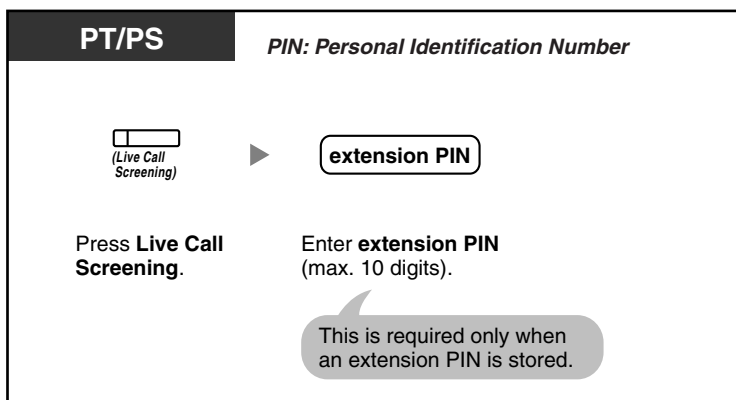 PT/PS
PIN: Personal Identification Number
(Live Call
Screening)
extension PIN
Press Live Call
Screening.
Enter extension PIN
(max. 10 digits).
This is required only when
an extension PIN is stored.